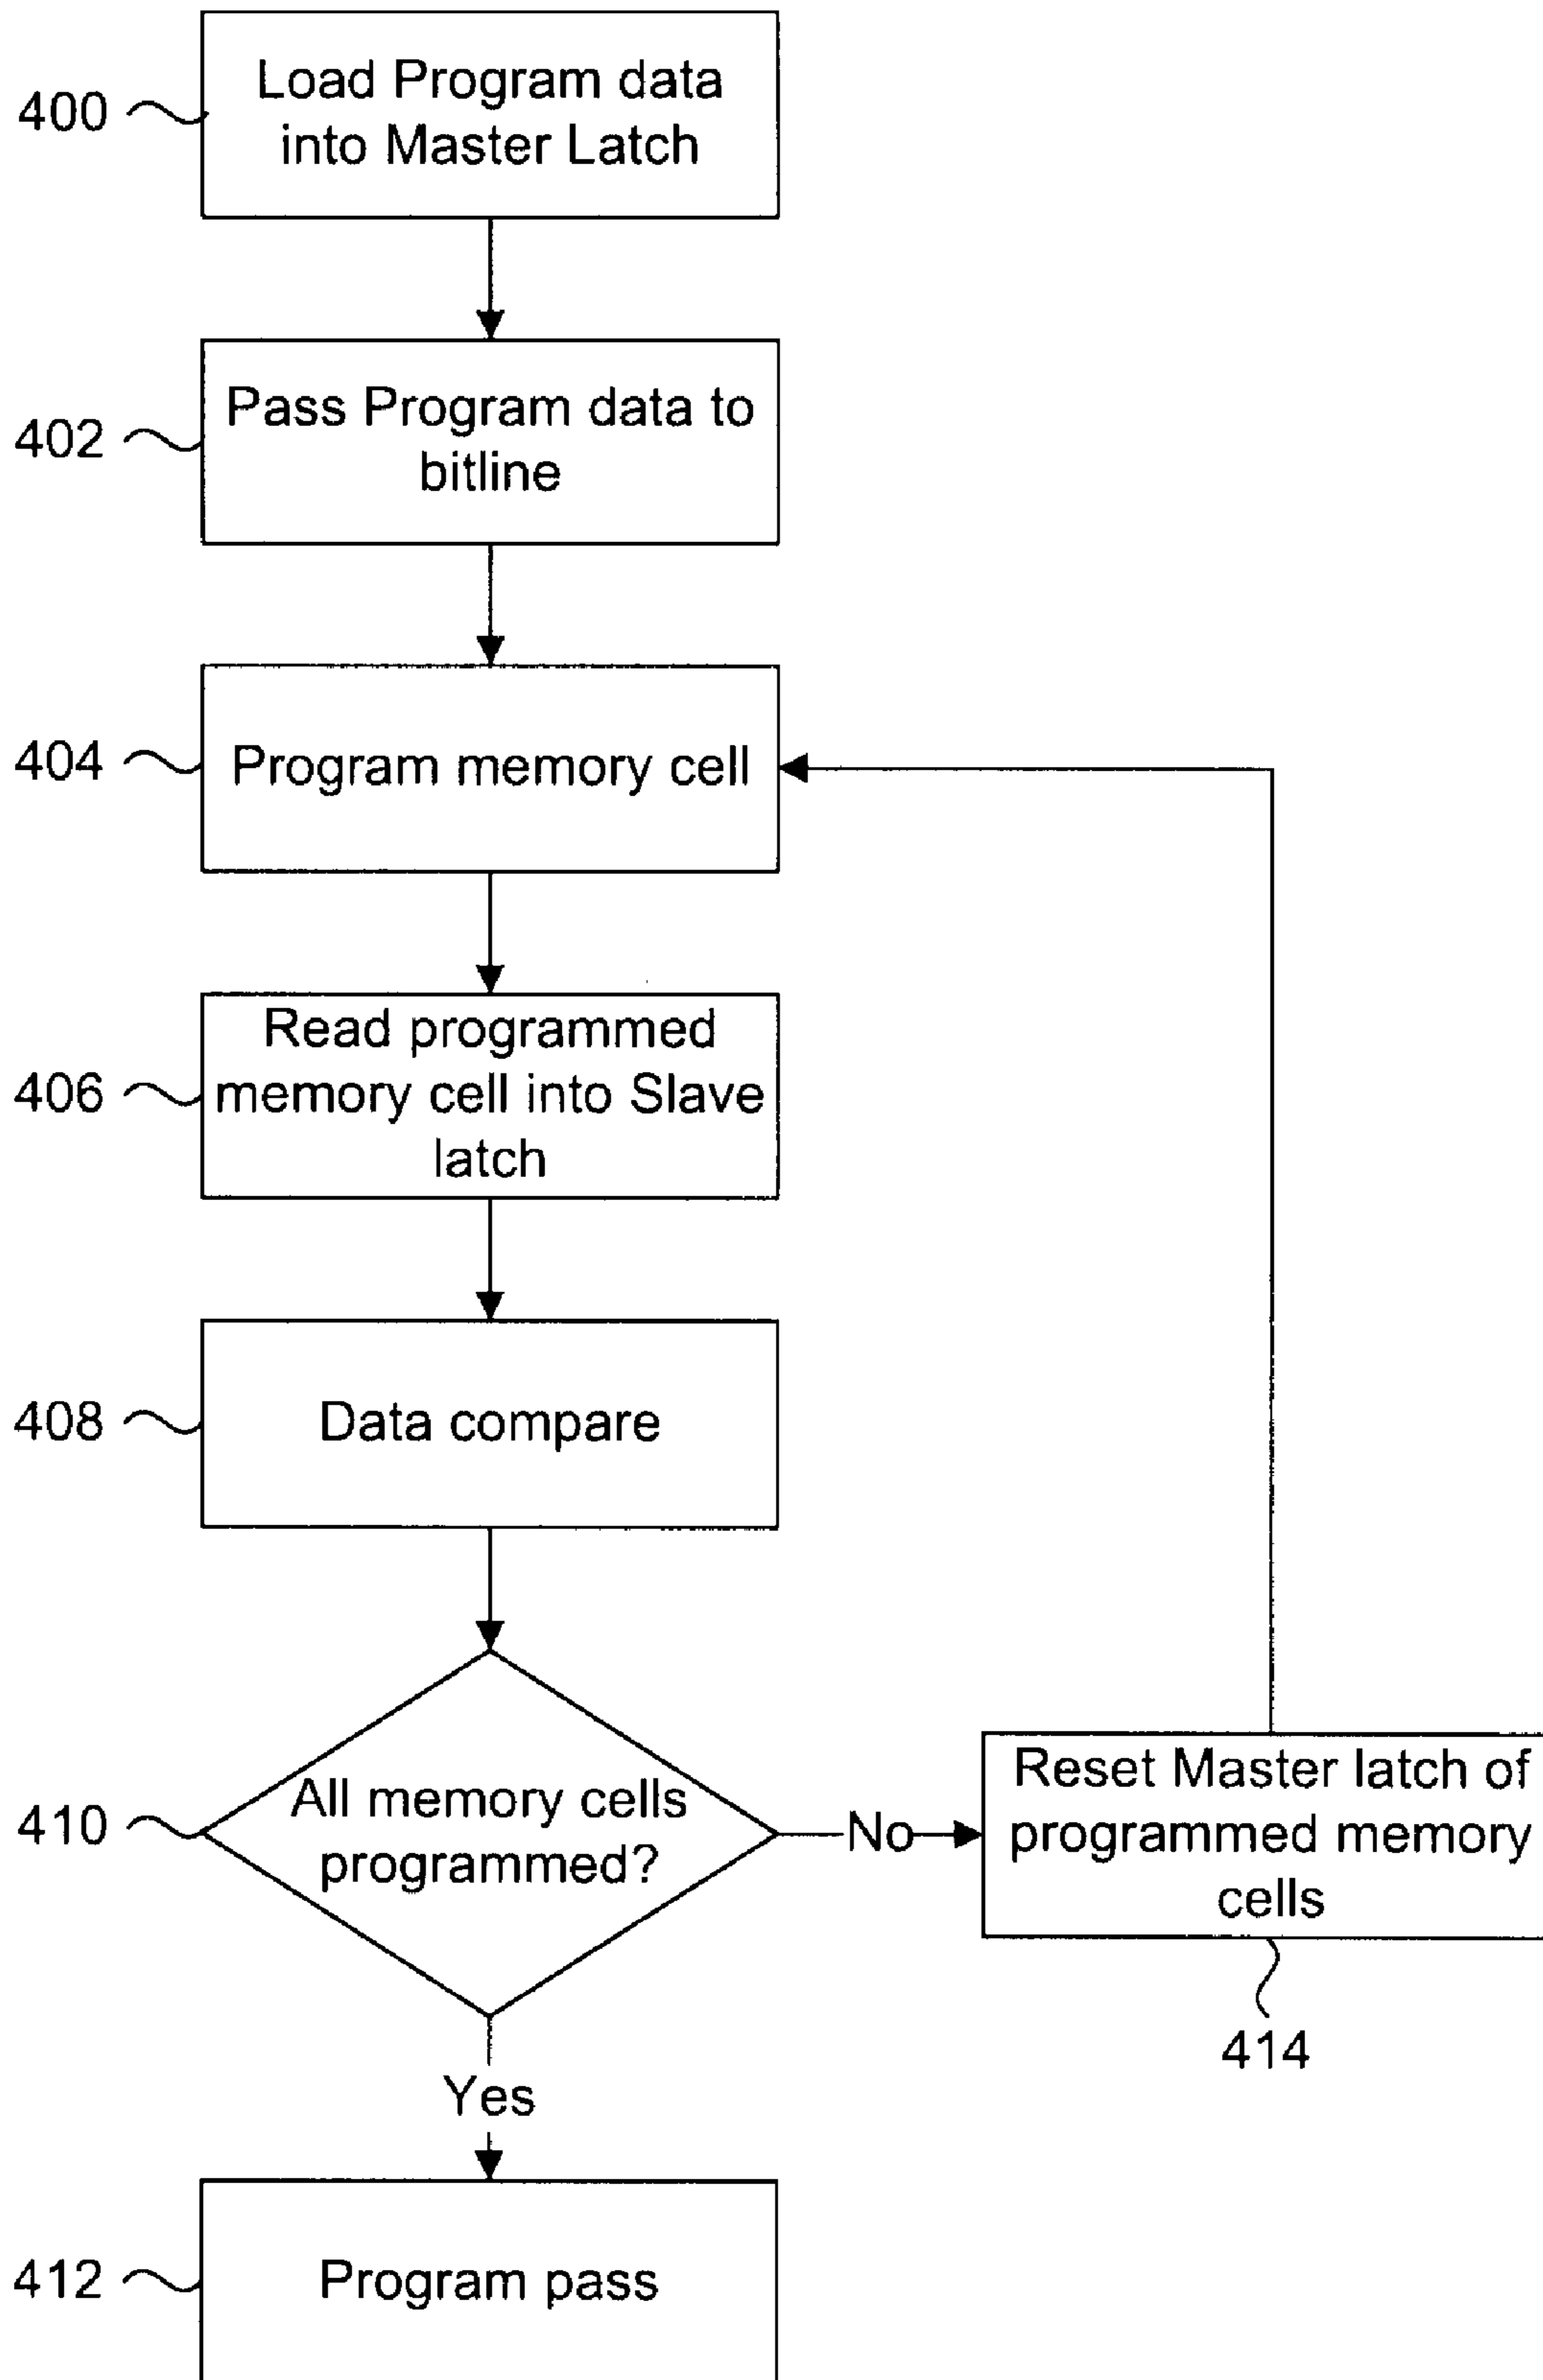 400
Load Program data
into Master Latch
402
Pass Program data to
bitline
404
Program memory cell
406
Read programmed
memory cell into Slave
latch
408
Data compare
410
All memory cells
programmed?
No
Reset Master latch of
programmed memory
cells
414
Yes
412
Program pass